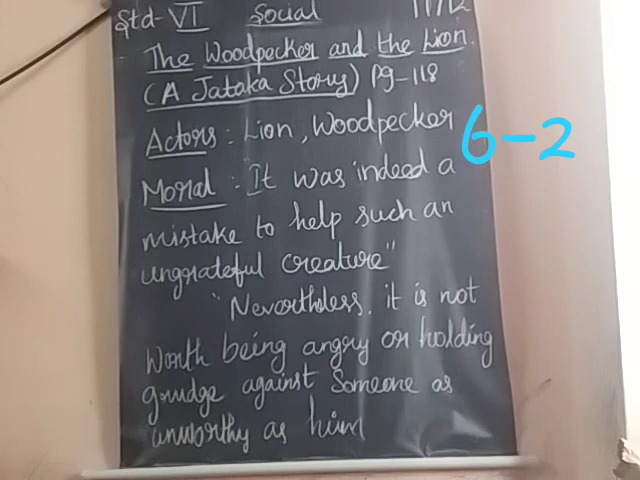 Std- VI Social 11/12
The Woodpecker and the Lion.
(A Jataka Story) Pg-118
Actors : Lion, Woodpecker
6-2
Moral : "It was indeed a
mistake to help such an
ungrateful creature"
"Nevertheless. it is not
Worth being angry or holding
grudge against Someone as
unworthy as him